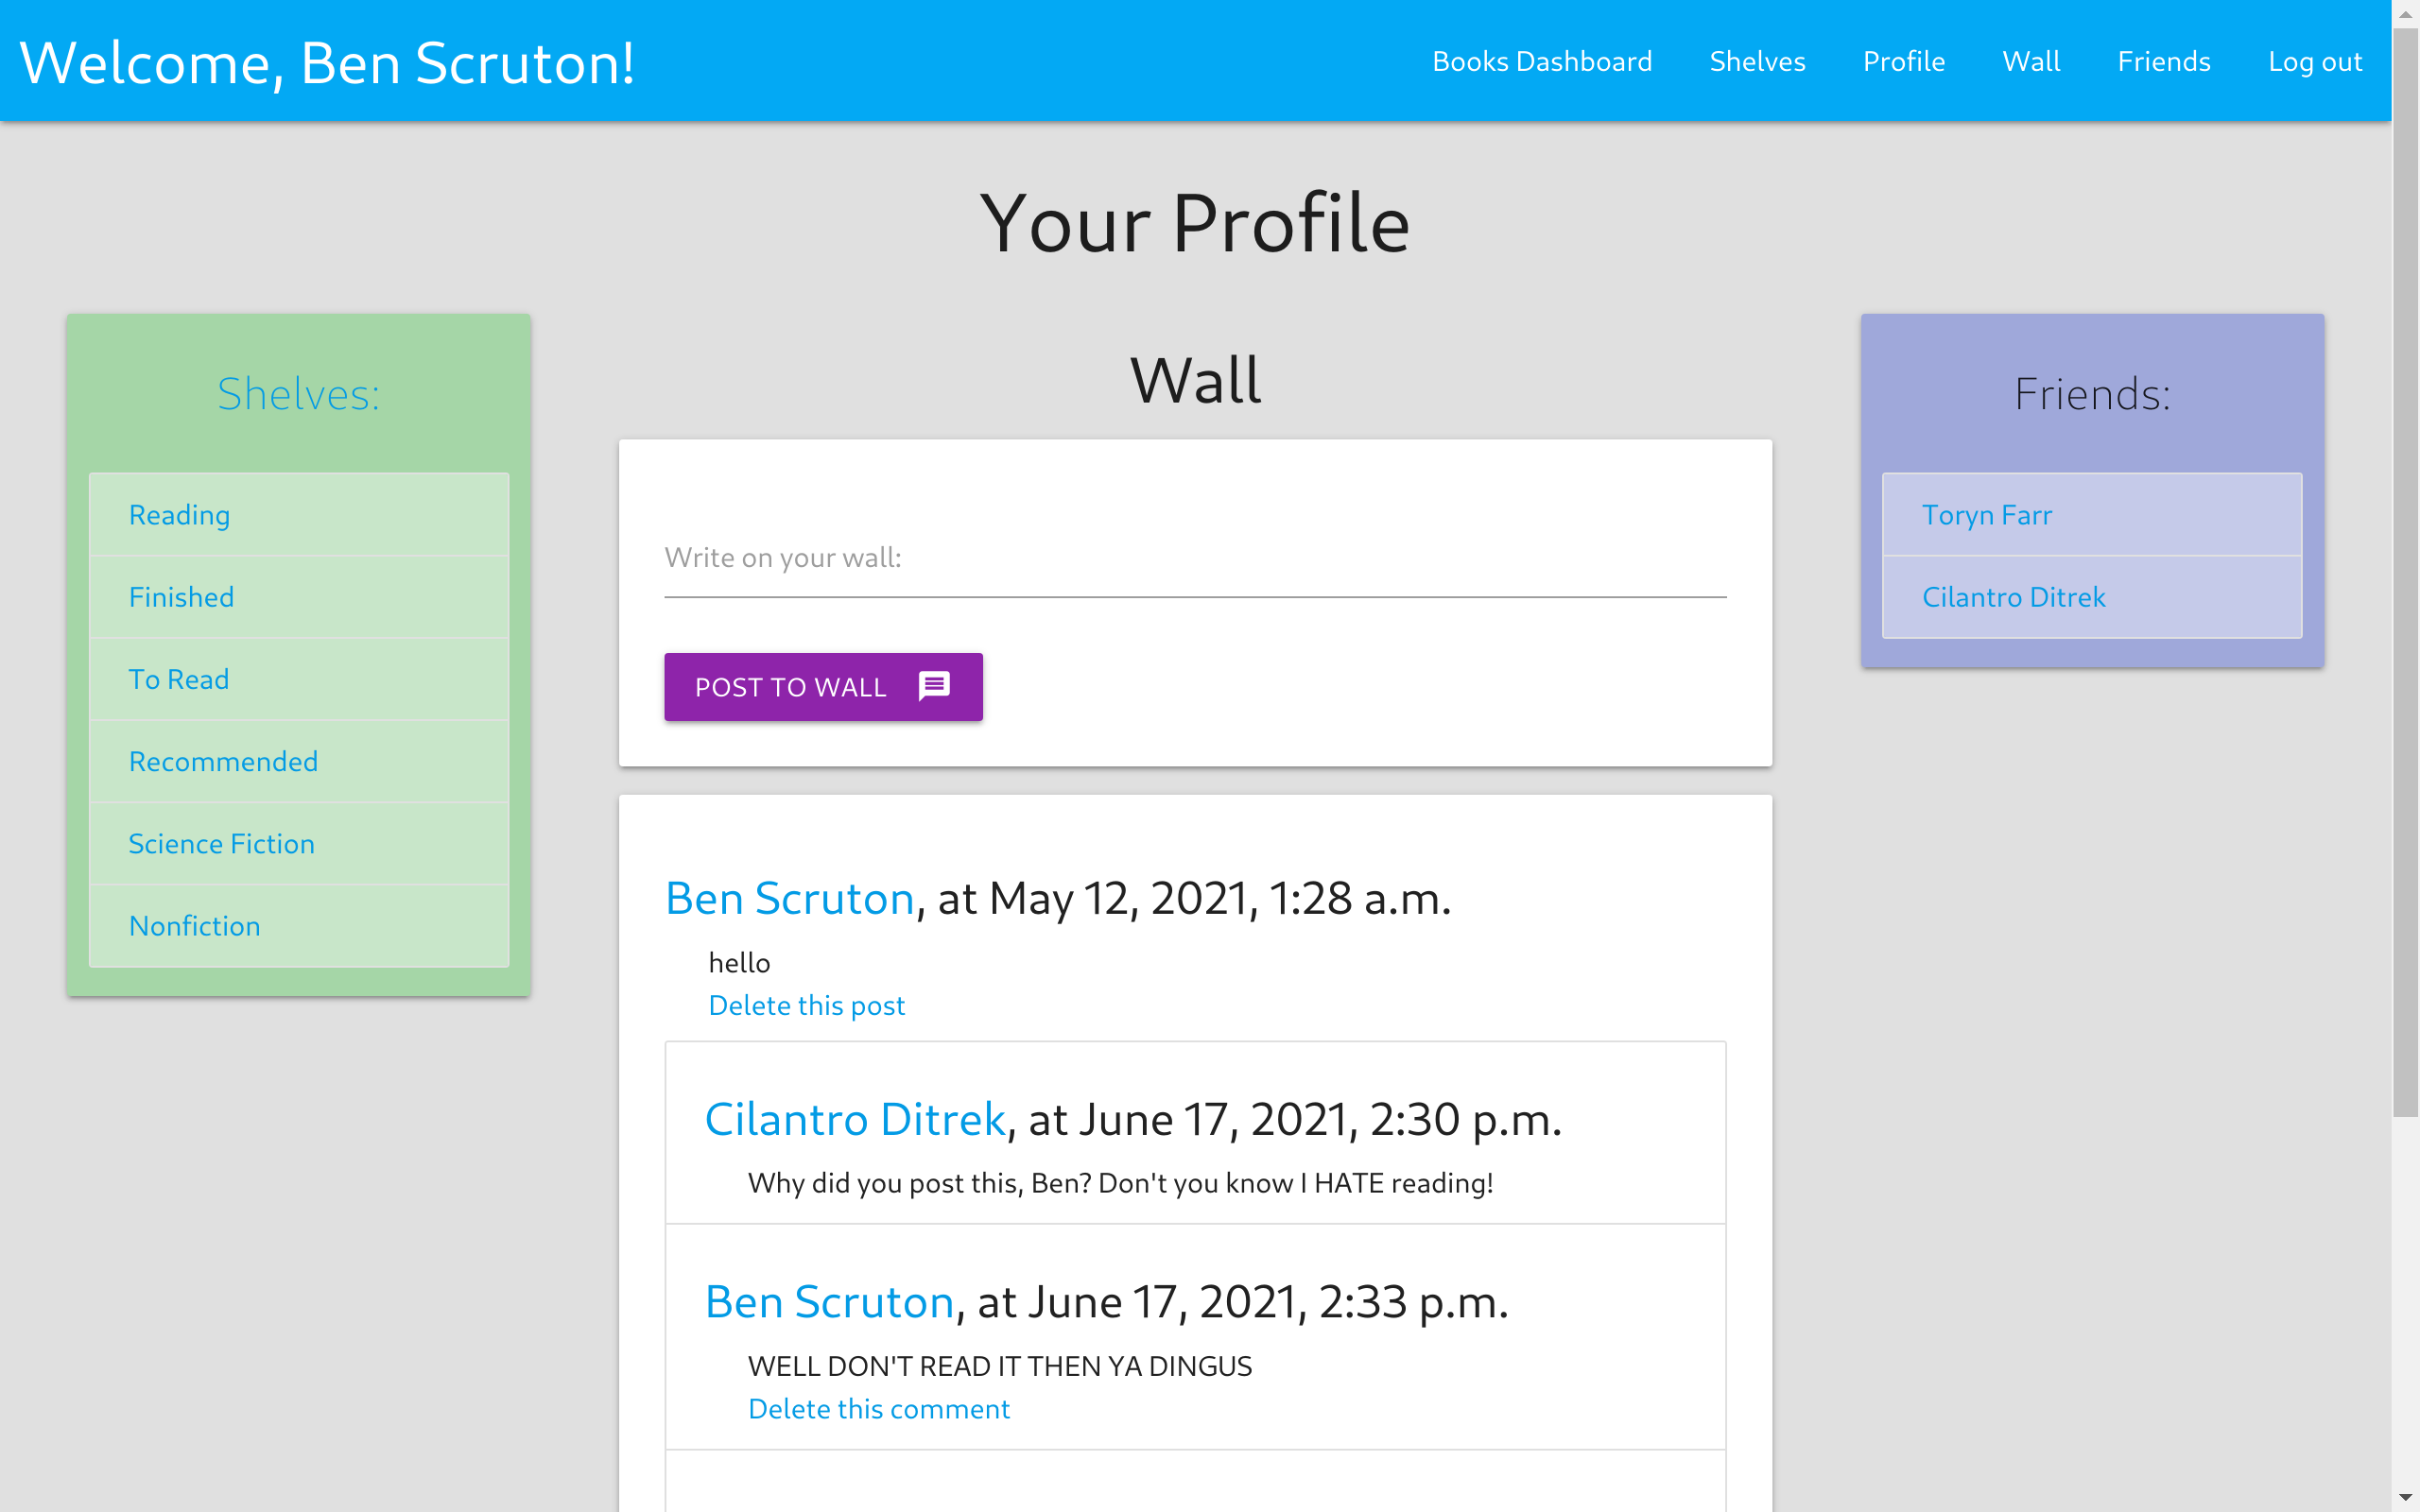 Welcome, Ben Scruton!
Books Dashboard Shelves Profile Wall Friends Log out
Your Profile
Shelves:
Reading
Finished
To Read
Recommended
Science Fiction
Nonfiction
Wall
Write on your wall:
POST TO WALL
Ben Scruton, at May 12, 2021, 1:28 a.m.
hello
Delete this post
Cilantro Ditrek, at June 17, 2021, 2:30 p.m.
Why did you post this, Ben? Don't you know I HATE reading!
Ben Scruton, at June 17, 2021, 2:33 p.m.
WELL DON'T READ IT THEN YA DINGUS
Delete this comment
Friends:
Toryn Farr
Cilantro Ditrek